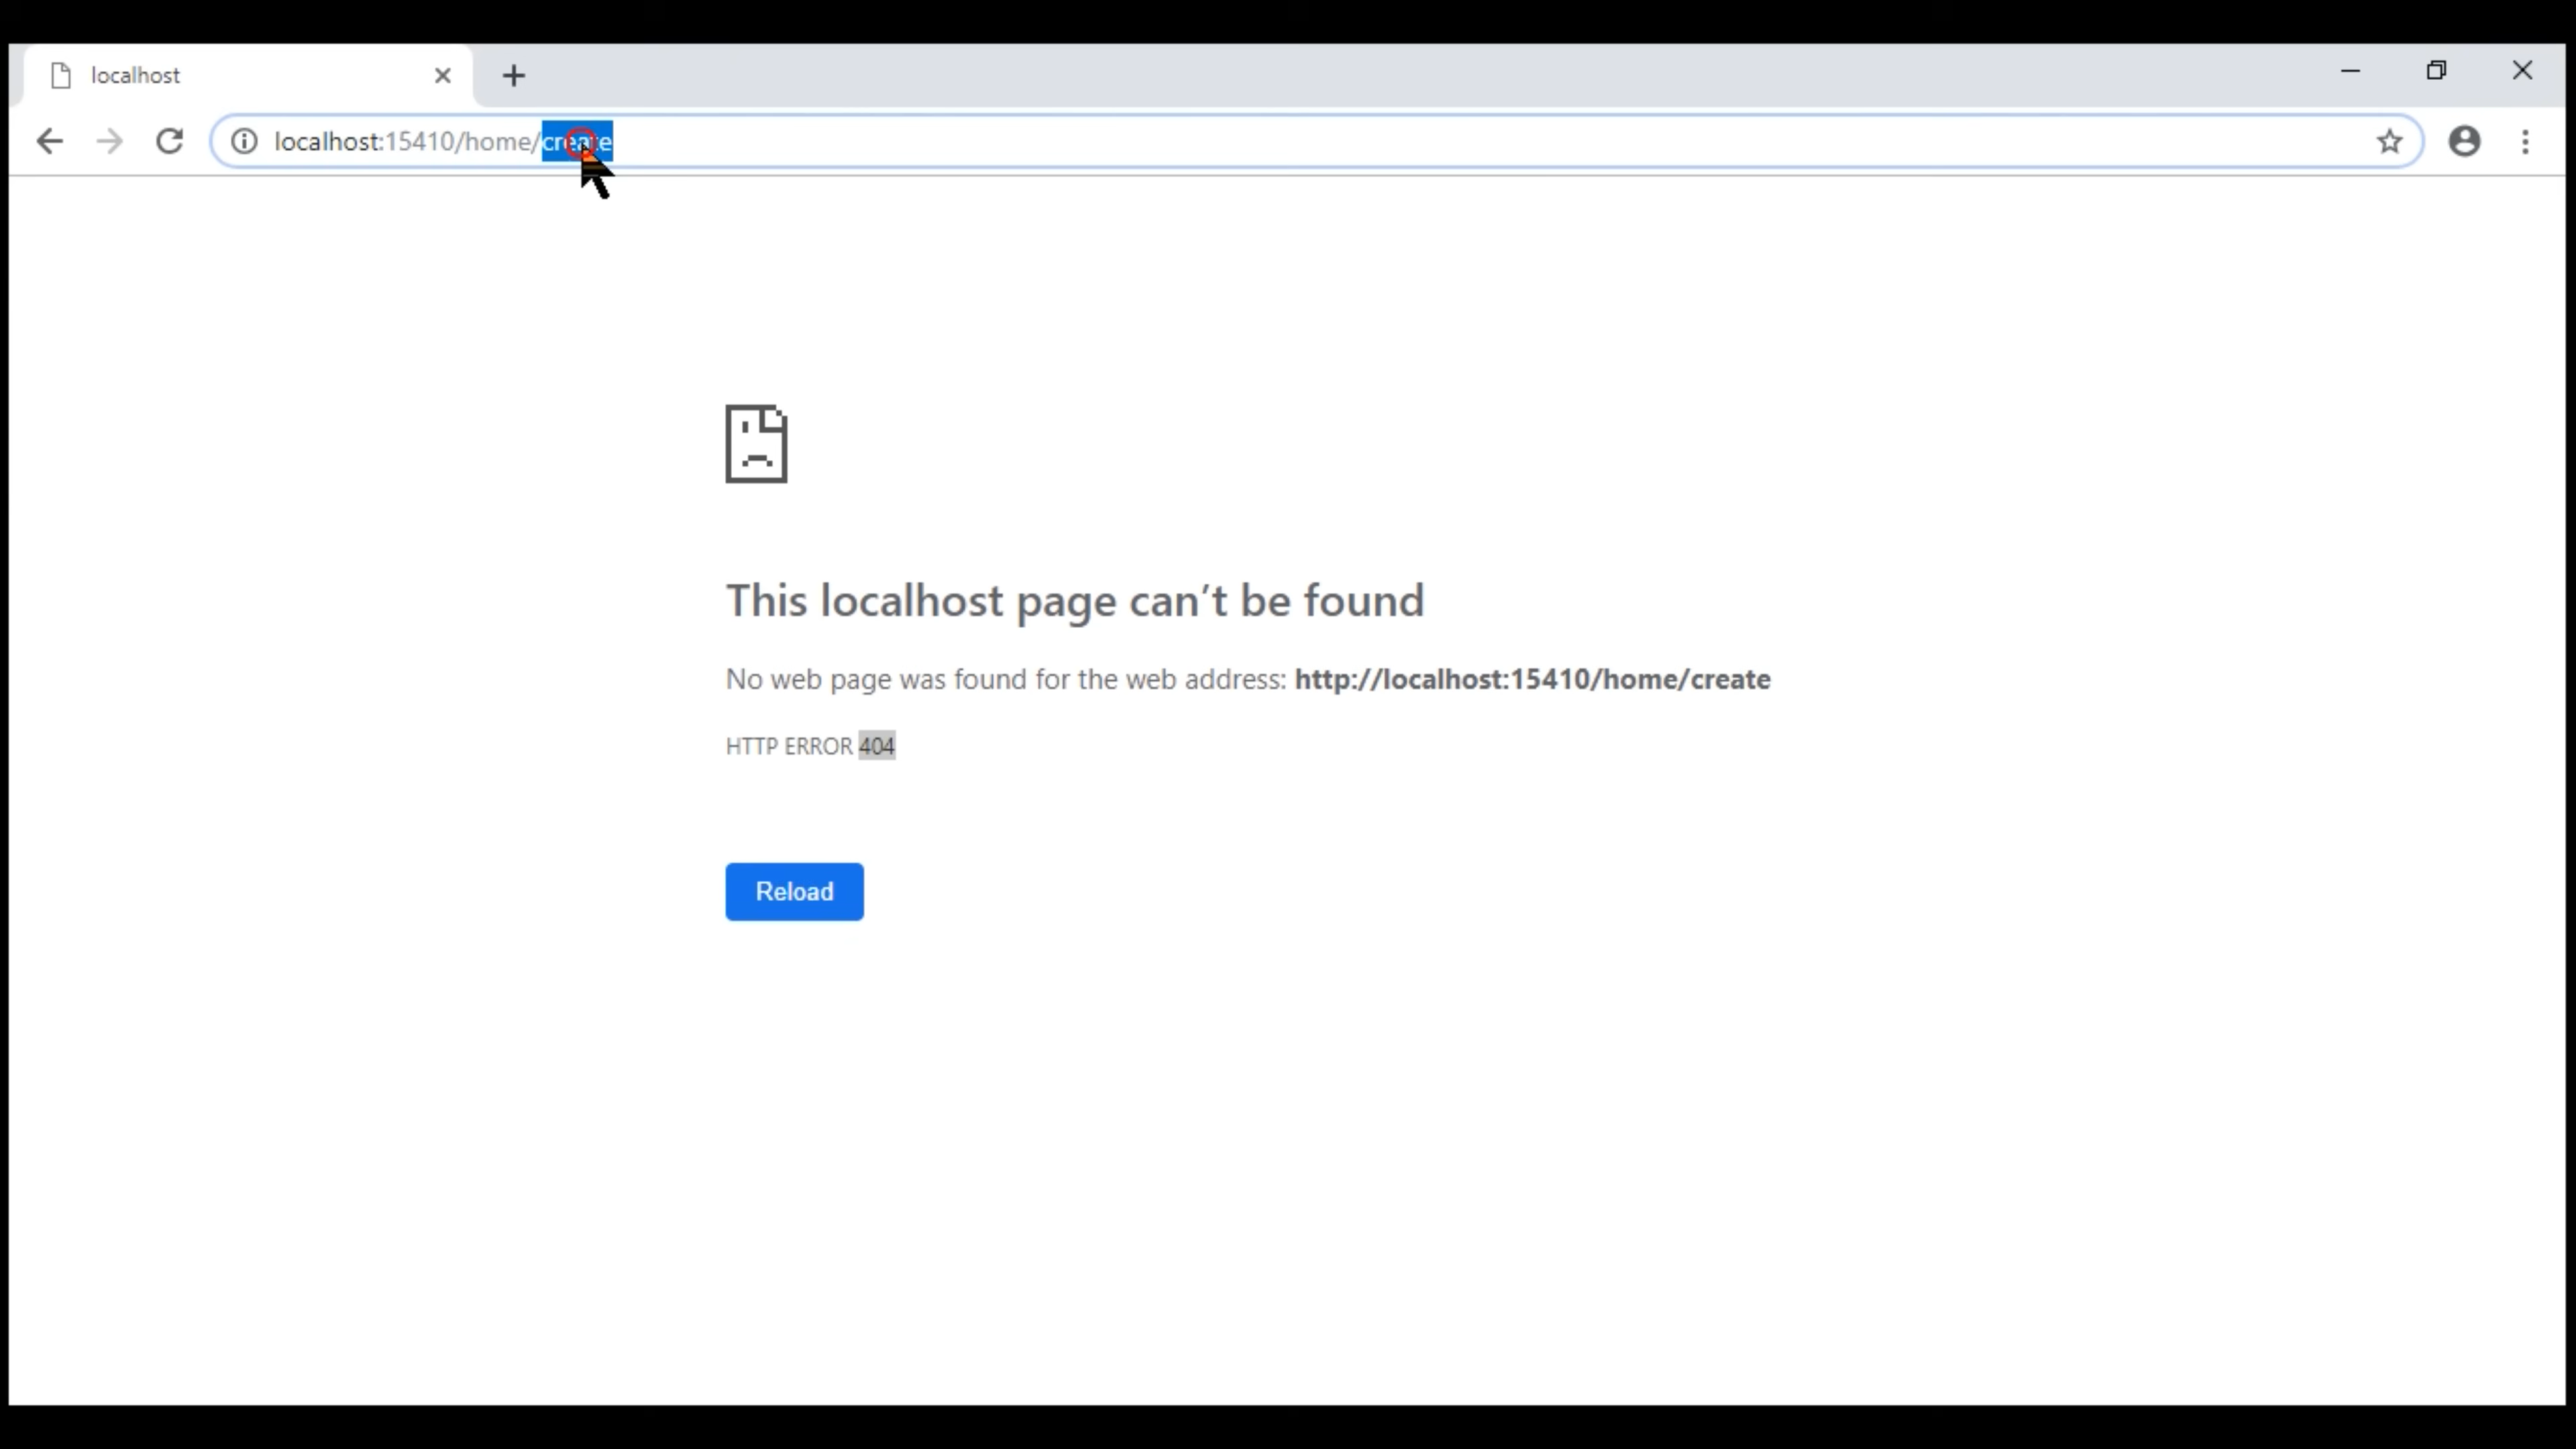 localhost
localhost:15410/home/create
This localhost page can’t be found
No web page was found for the web address: http://localhost:15410/home/create
HTTP ERROR 404
Reload